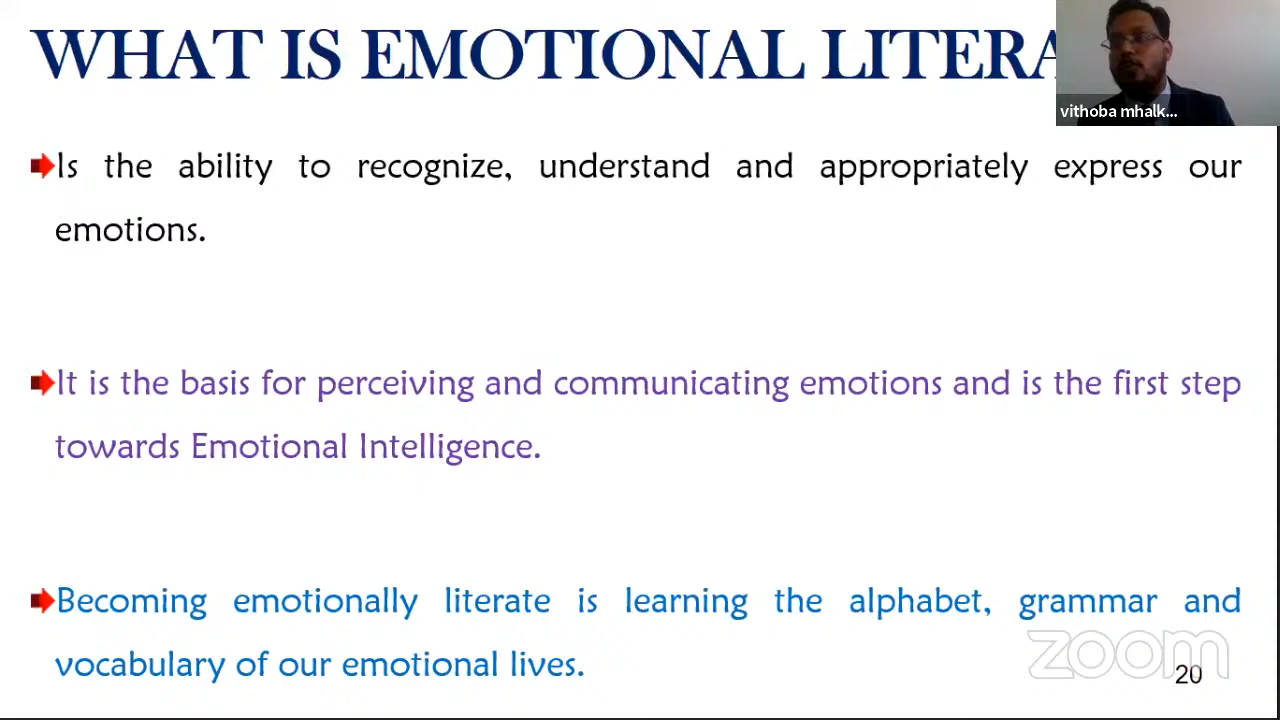 WHAT IS EMOTIONAL LITERA
vithoba mhalk...
Is the ability to recognize, understand and appropriately express our
emotions.
It is the basis for perceiving and communicating emotions and is the first step
towards Emotional Intelligence.
Becoming emotionally literate is learning the alphabet, grammar and
vocabulary of our emotional lives.
zoom
20